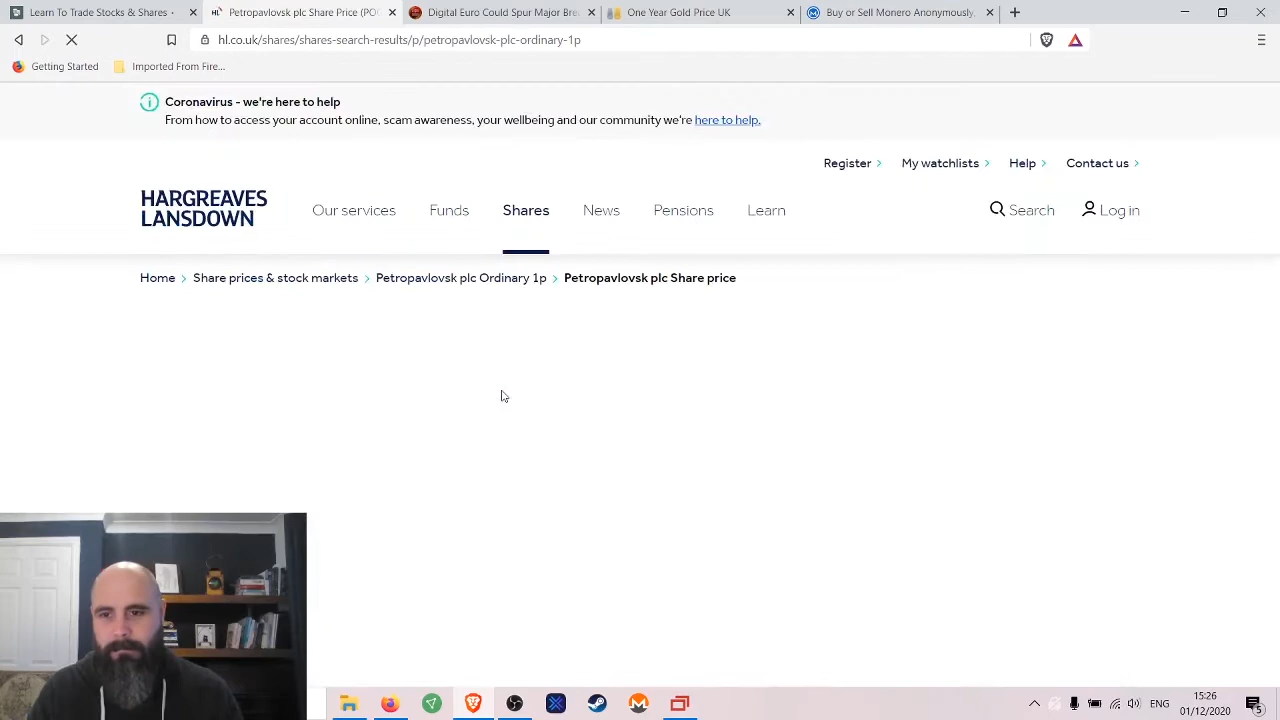 Learn To Trade Stocks & Shares -
Petropavlovsk plc Share Price (POG
Digital Euro Could Spur Major Bre
One Year Gold Price UK
Buy or Sell Monero Anonymously.
hl.co.uk/shares/shares-search-results/p/petropavlovsk-plc-ordinary-1p
Getting Started
Imported From Fire...
Coronavirus - we're here to help
From how to access your account online, scam awareness, your wellbeing and our community we're here to help.
Register
My watchlists
Help
Contact us
HARGREAVES
LANSDOWN
Our services
Funds
Shares
News
Pensions
Learn
Search
Log in
Home > Share prices & stock markets > Petropavlovsk plc Ordinary 1p > Petropavlovsk plc Share price
ENG
15:26
01/12/2020
5